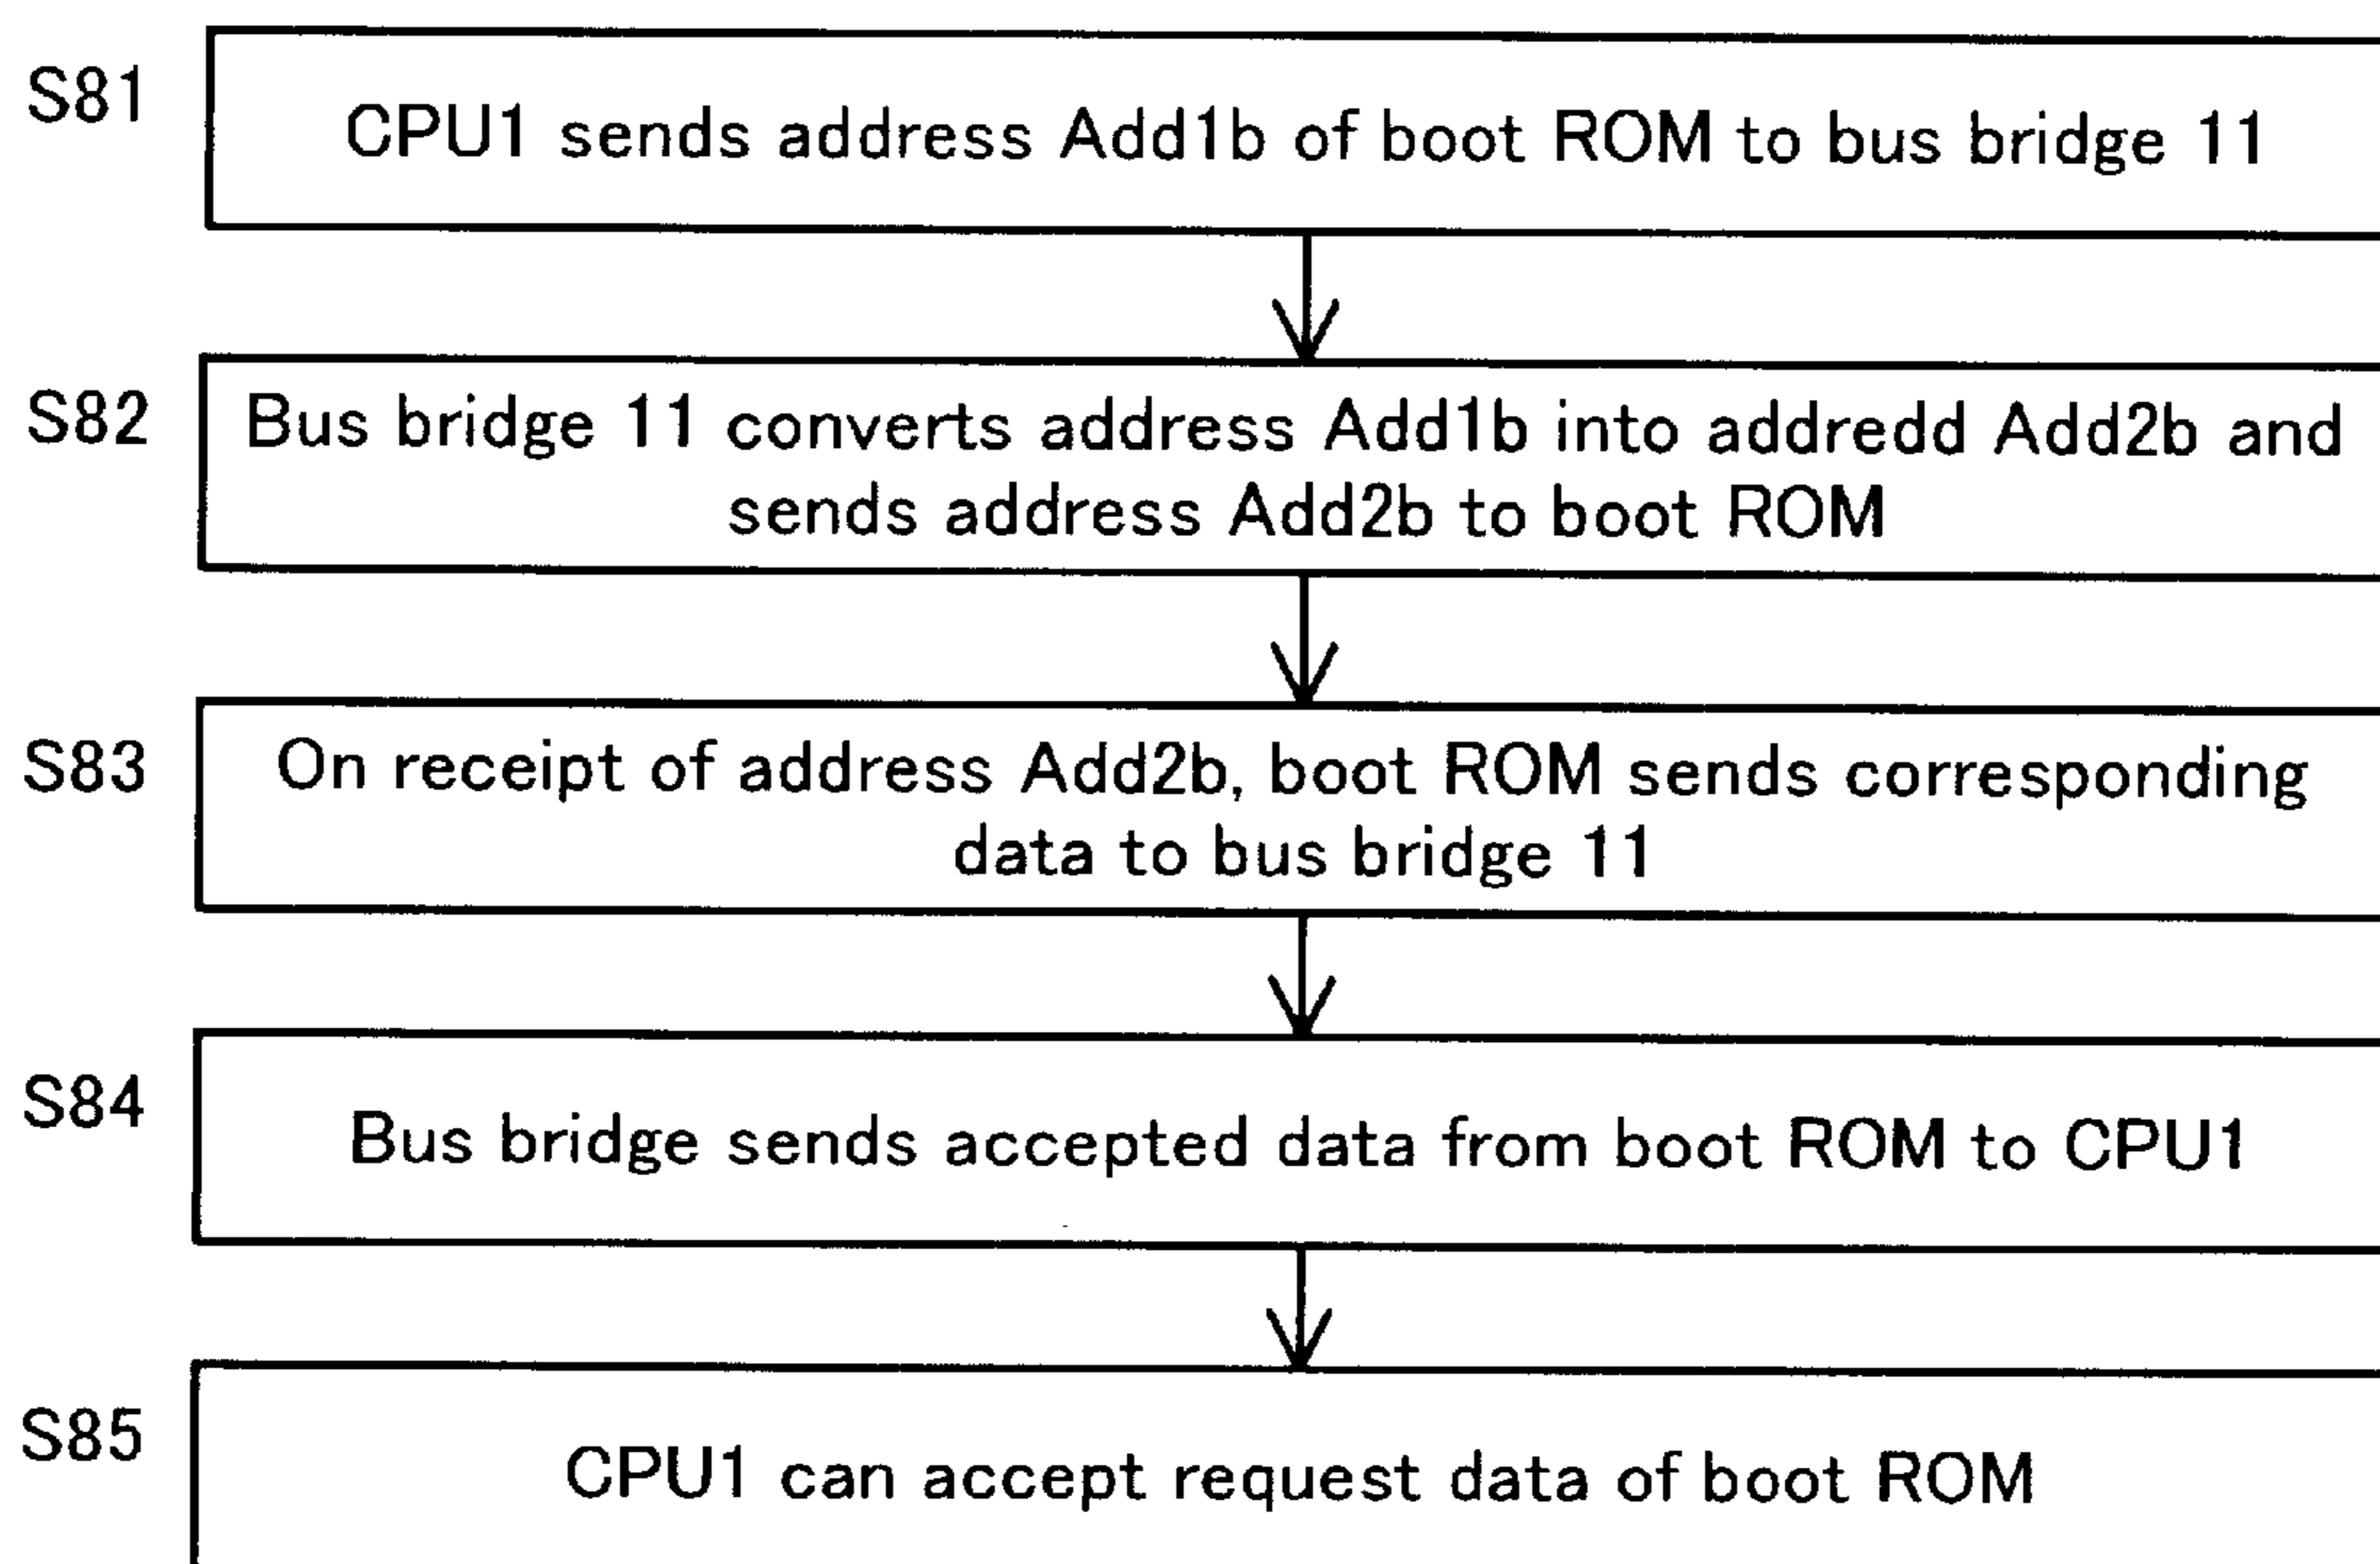 S81
CPU1 sends address Add1b of boot ROM to bus bridge 11
S82
Bus bridge 11 converts address Add1b into addredd Add2b and
sends address Add2b to boot ROM
S83
On receipt of address Add2b, boot ROM sends corresponding
data to bus bridge 11
S84
Bus bridge sends accepted data from boot ROM to CPU1
S85
CPU1 can accept request data of boot ROM